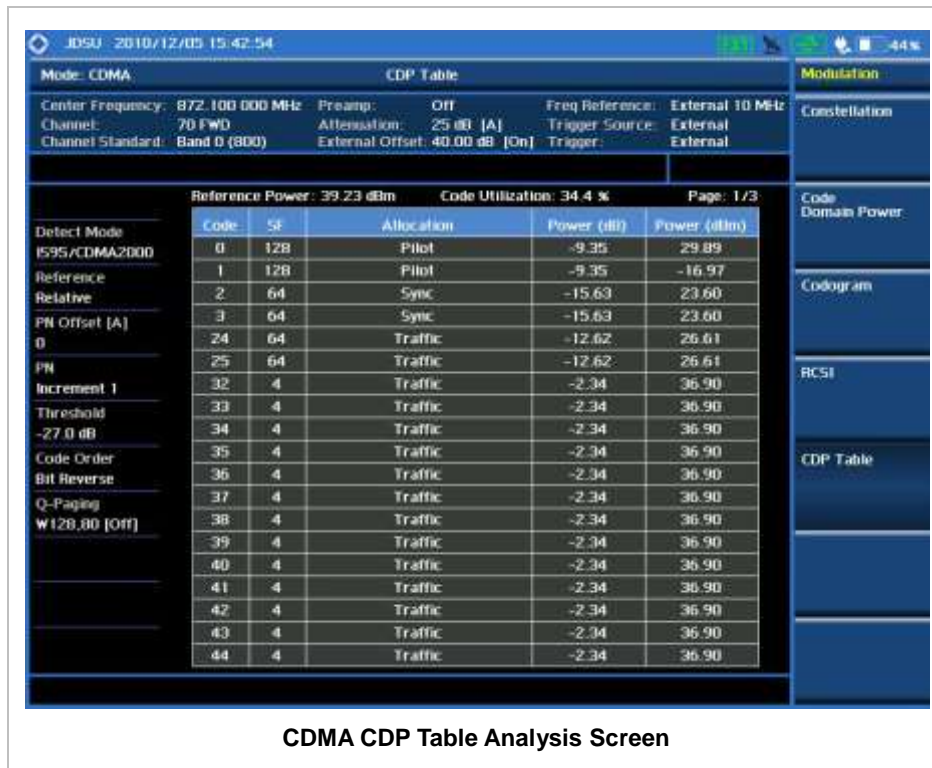 JDSU 2010/12/05 15:42:54
44%
Mode: CDMA CDP Table
Modulation
Center Frequency: 872.100 000 MHz Preamp: Off Freq Reference: External 10 MHz
Channel: 70 FWD Attenuation: 25 dB [A] Trigger Source: External
Channel Standard: Band 0 (800) External Offset: 40.00 dB [On] Trigger: External
Constellation
Reference Power: 39.23 dBm Code Utilization: 34.4 % Page: 1/3
Code
Domain Power
Codogram
RCSI
CDP Table
Detect Mode
IS95/CDMA2000
Reference
Relative
PN Offset [A]
0
PN
Increment 1
Threshold
-27.0 dB
Code Order
Bit Reverse
Q-Paging
W128,80 [Off]
Code SF Allocation Power (dB) Power (dBm)
0 128 Pilot -9.35 29.89
1 128 Pilot -9.35 -16.97
2 64 Sync -15.63 23.60
3 64 Sync -15.63 23.60
24 64 Traffic -12.62 26.61
25 64 Traffic -12.62 26.61
32 4 Traffic -2.34 36.90
33 4 Traffic -2.34 36.90
34 4 Traffic -2.34 36.90
35 4 Traffic -2.34 36.90
36 4 Traffic -2.34 36.90
37 4 Traffic -2.34 36.90
38 4 Traffic -2.34 36.90
39 4 Traffic -2.34 36.90
40 4 Traffic -2.34 36.90
41 4 Traffic -2.34 36.90
42 4 Traffic -2.34 36.90
43 4 Traffic -2.34 36.90
44 4 Traffic -2.34 36.90
CDMA CDP Table Analysis Screen